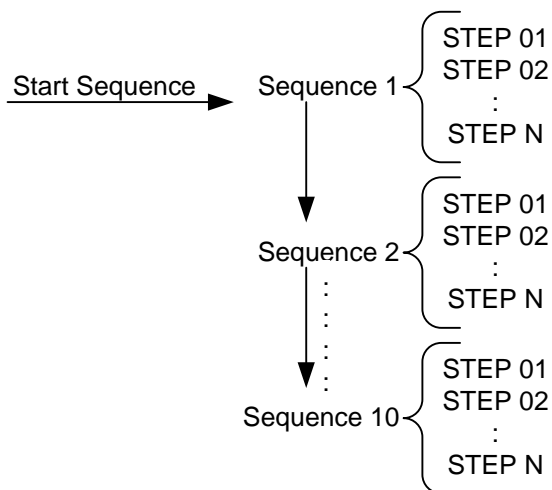 Start Sequence
Sequence 1
STEP 01
STEP 02
:
STEP N
Sequence 2
STEP 01
STEP 02
:
STEP N
:
:
:
:
Sequence 10
STEP 01
STEP 02
:
STEP N